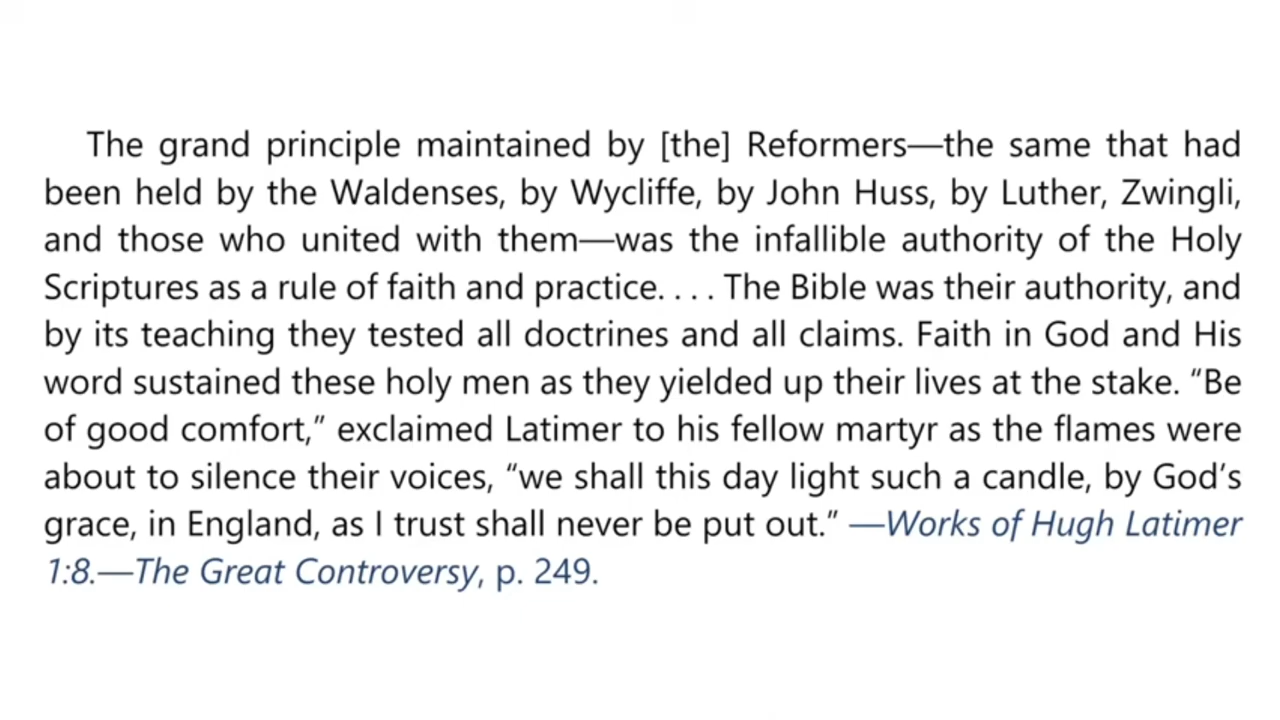 The grand principle maintained by [the] Reformers—the same that had
been held by the Waldenses, by Wycliffe, by John Huss, by Luther, Zwingli,
and those who united with them—was the infallible authority of the Holy
Scriptures as a rule of faith and practice. . . . The Bible was their authority, and
by its teaching they tested all doctrines and all claims. Faith in God and His
word sustained these holy men as they yielded up their lives at the stake. “Be
of good comfort,” exclaimed Latimer to his fellow martyr as the flames were
about to silence their voices, “we shall this day light such a candle, by God’s
grace, in England, as I trust shall never be put out.” —Works of Hugh Latimer
1:8.—The Great Controversy, p. 249.